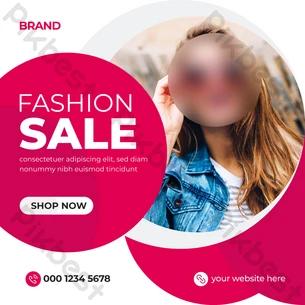 BRAND
FASHION
SALE
consectetuer adipiscing elit, sed diam
nonummy nibh euismod tincidunt
SHOP NOW
000 1234 5678
your website here
Pikbest